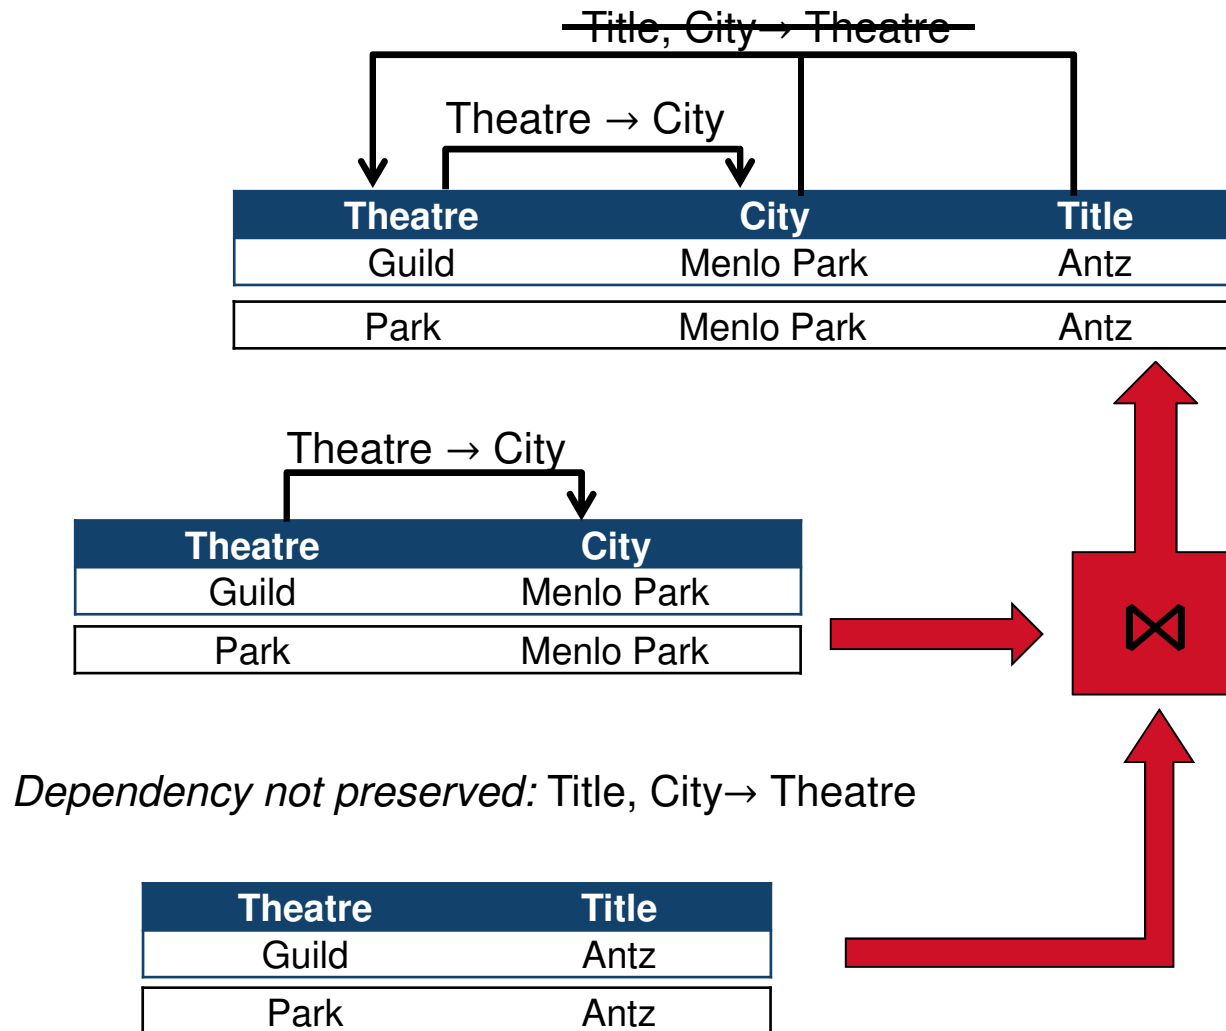 Title, City→ Theatre
Theatre → City
Theatre City Title
Guild Menlo Park Antz
Park Menlo Park Antz
Theatre → City
Theatre City
Guild Menlo Park
Park Menlo Park
⋈
Dependency not preserved: Title, City→ Theatre
Theatre Title
Guild Antz
Park Antz